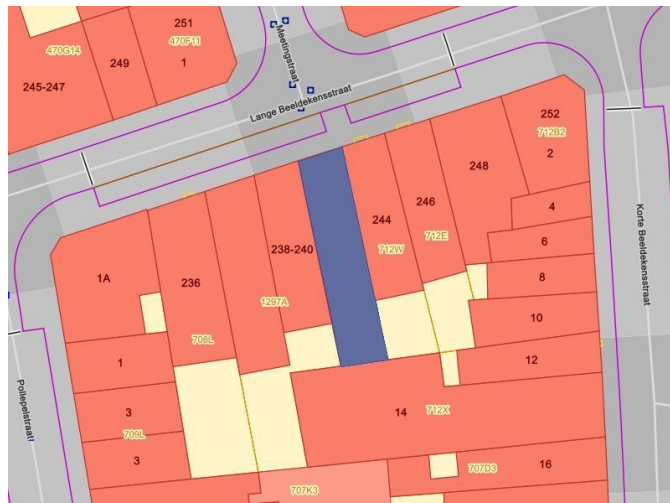 251
470G14
470F11
249
1
245-247
Meetingstraat
Lange Beeldekensstraat
252
712B2
2
248
246
244
4
712E
712W
6
238-240
Korte Beeldekensstraat
1A
236
8
1297A
10
708L
1
12
Pollepelstraat
3
14
712X
709L
3
16
707D3
707K3